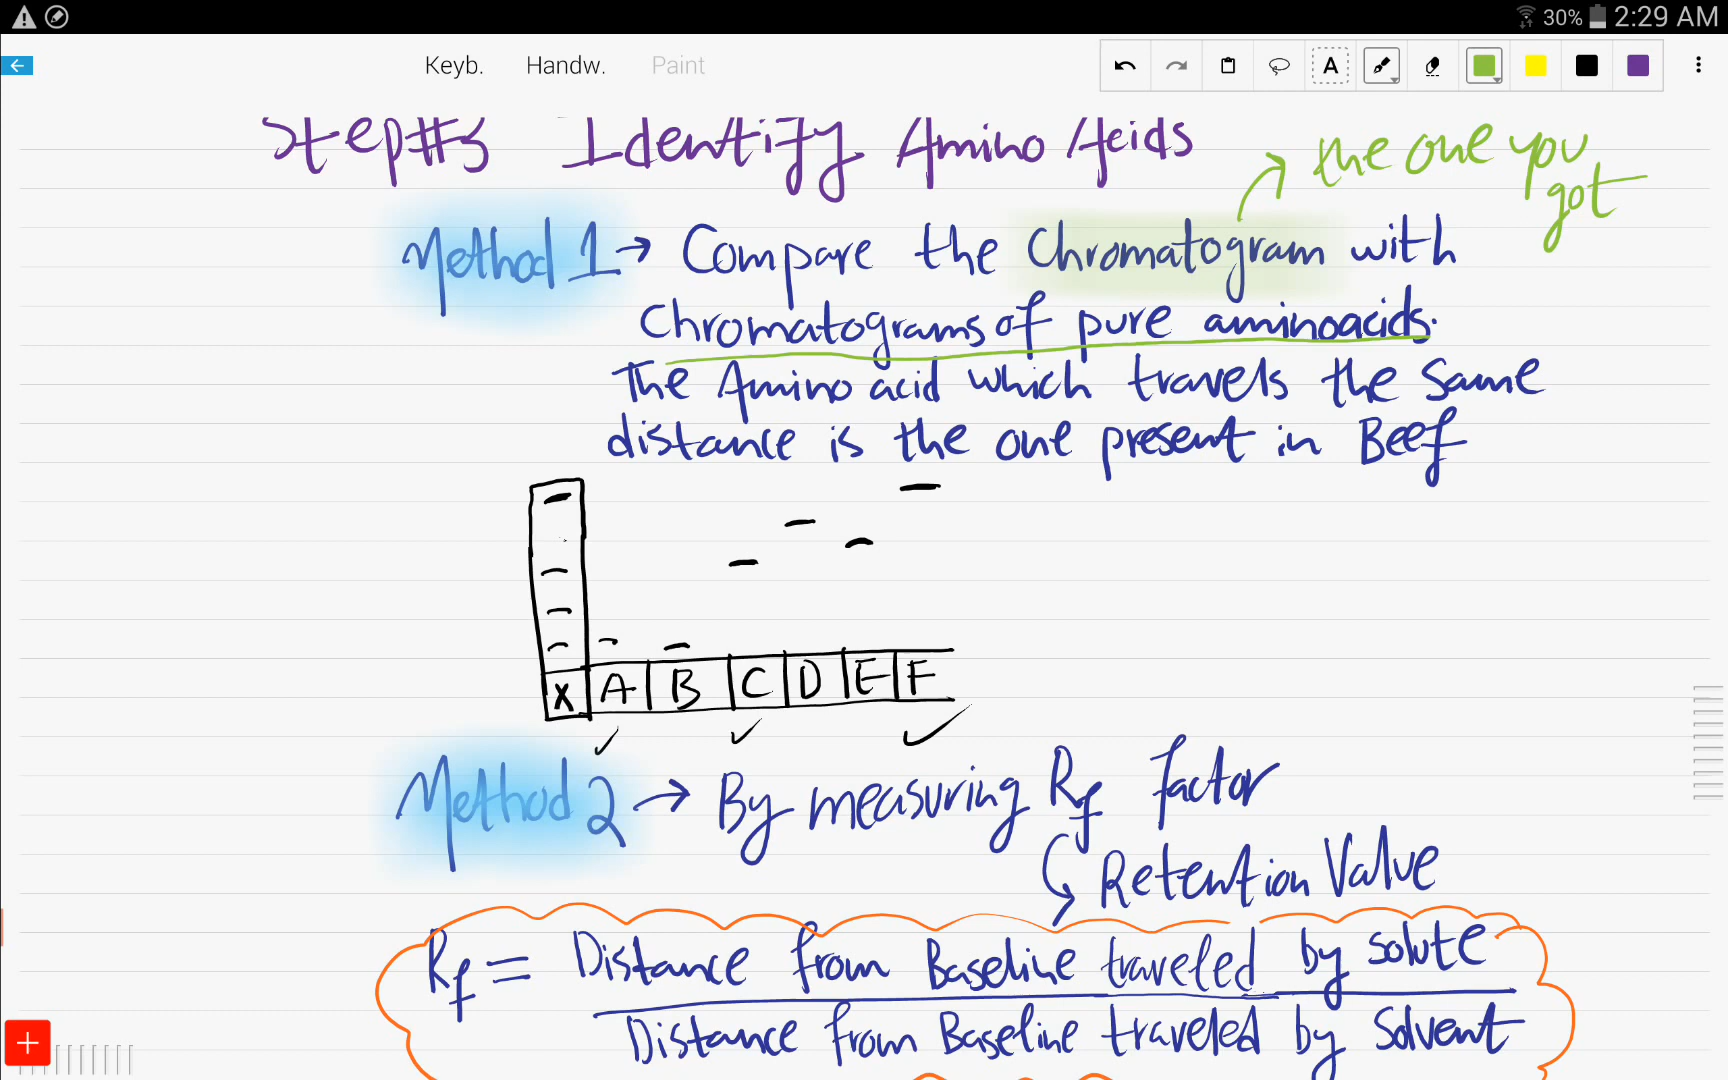 30% 2:29 AM
Keyb. Handw. Paint A
Step#3 Identify Amino Acids
the one you
got
Method 1 → Compare the Chromatogram with
Chromatograms of pure aminoacids.
The Amino acid which travels the same
distance is the one present in Beef
X A B C D E F
Method 2 → By measuring Rf Factor
Retention Value
Rf = Distance from Baseline traveled by solute
Distance from Baseline traveled by Solvent